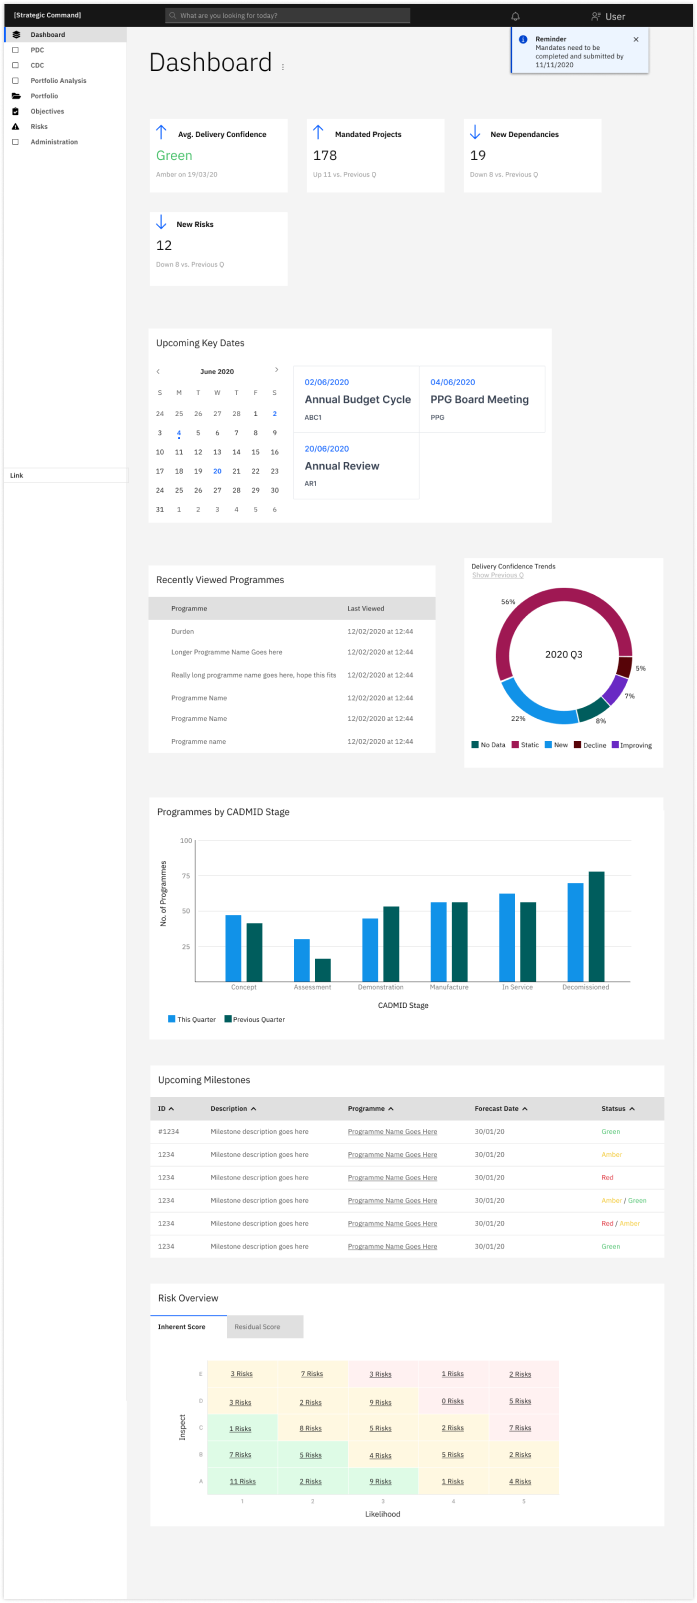 [Strategic Command]
What are you looking for today?
User
Dashboard
PDC
CDC
Portfolio Analysis
Portfolio
Objectives
Risks
Administration
Link
Reminder
Mandates need to be
completed and submitted by
11/11/2020
Dashboard
Avg. Delivery Confidence
Green
Amber on 19/03/20
Mandated Projects
178
Up 11 vs. Previous Q
New Dependancies
19
Down 8 vs. Previous Q
New Risks
12
Down 8 vs. Previous Q
Upcoming Key Dates
June 2020
S M T W T F S
24 25 26 27 28 1 2
3 4 5 6 7 8 9
10 11 12 13 14 15 16
17 18 19 20 21 22 23
24 25 26 27 28 29 30
31 1 2 3 4 5 6
02/06/2020
Annual Budget Cycle
ABC1
04/06/2020
PPG Board Meeting
PPG
20/06/2020
Annual Review
AR1
Recently Viewed Programmes
Programme Last Viewed
Durden 12/02/2020 at 12:44
Longer Programme Name Goes here 12/02/2020 at 12:44
Really long programme name goes here, hope this fits 12/02/2020 at 12:44
Programme Name 12/02/2020 at 12:44
Programme Name 12/02/2020 at 12:44
Programme name 12/02/2020 at 12:44
Delivery Confidence Trends
Show Previous Q
56%
2020 Q3
5%
7%
8%
22%
No Data Static New Decline Improving
Programmes by CADMID Stage
No. of Programmes
100
75
50
25
Concept Assessment Demonstration Manufacture In Service Decomissioned
CADMID Stage
This Quarter Previous Quarter
Upcoming Milestones
ID Description Programme Forecast Date Statsus
#1234 Milestone description goes here Programme Name Goes Here 30/01/20 Green
1234 Milestone description goes here Programme Name Goes Here 30/01/20 Amber
1234 Milestone description goes here Programme Name Goes Here 30/01/20 Red
1234 Milestone description goes here Programme Name Goes Here 30/01/20 Amber / Green
1234 Milestone description goes here Programme Name Goes Here 30/01/20 Red / Amber
1234 Milestone description goes here Programme Name Goes Here 30/01/20 Green
Risk Overview
Inherent Score Residual Score
Inspect
E 3 Risks 7 Risks 3 Risks 1 Risks 2 Risks
D 3 Risks 2 Risks 9 Risks 0 Risks 5 Risks
C 1 Risks 8 Risks 5 Risks 2 Risks 7 Risks
B 7 Risks 5 Risks 4 Risks 5 Risks 2 Risks
A 11 Risks 2 Risks 9 Risks 1 Risks 4 Risks
1 2 3 4 5
Likelihood